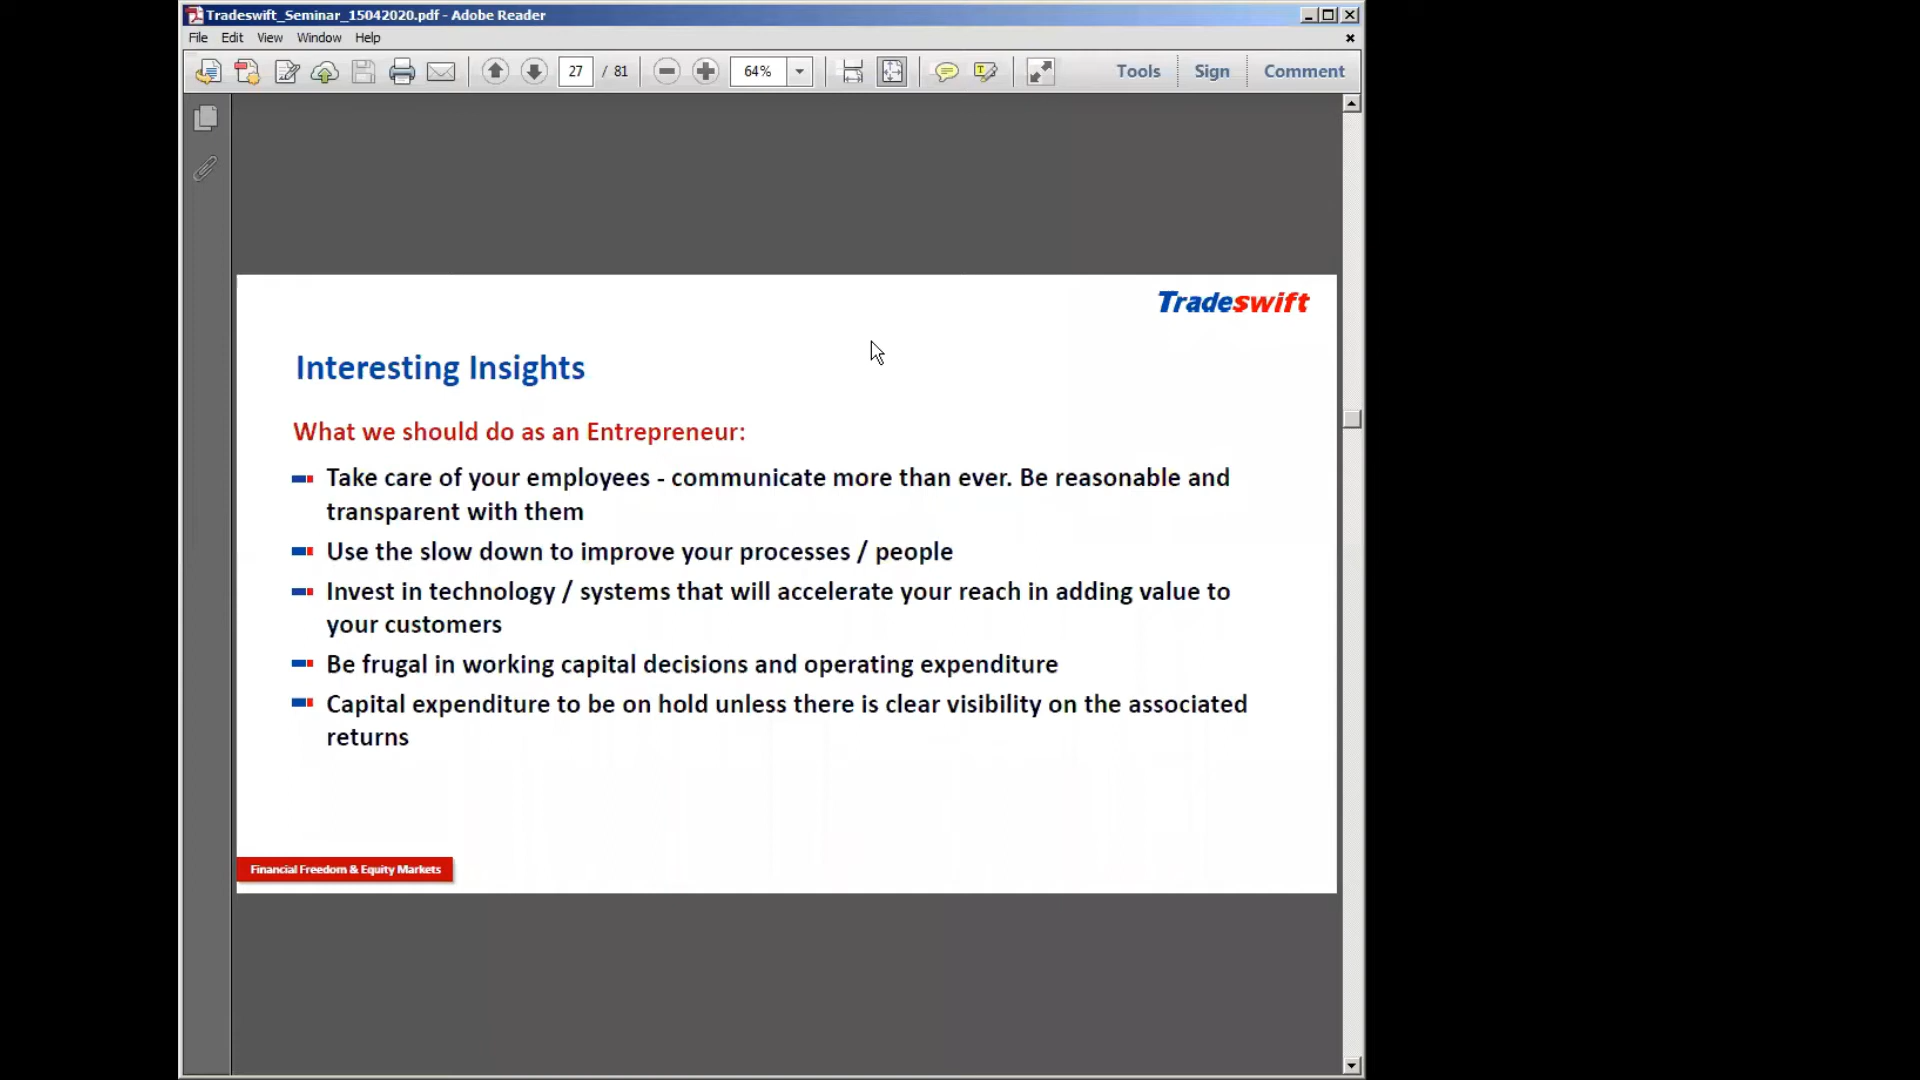 Tradeswift_Seminar_15042020.pdf - Adobe Reader
File Edit View Window Help
27 / 81 64% Tools Sign Comment
Tradeswift
Interesting Insights
What we should do as an Entrepreneur:
Take care of your employees - communicate more than ever. Be reasonable and
transparent with them
Use the slow down to improve your processes / people
Invest in technology / systems that will accelerate your reach in adding value to
your customers
Be frugal in working capital decisions and operating expenditure
Capital expenditure to be on hold unless there is clear visibility on the associated
returns
Financial Freedom & Equity Markets